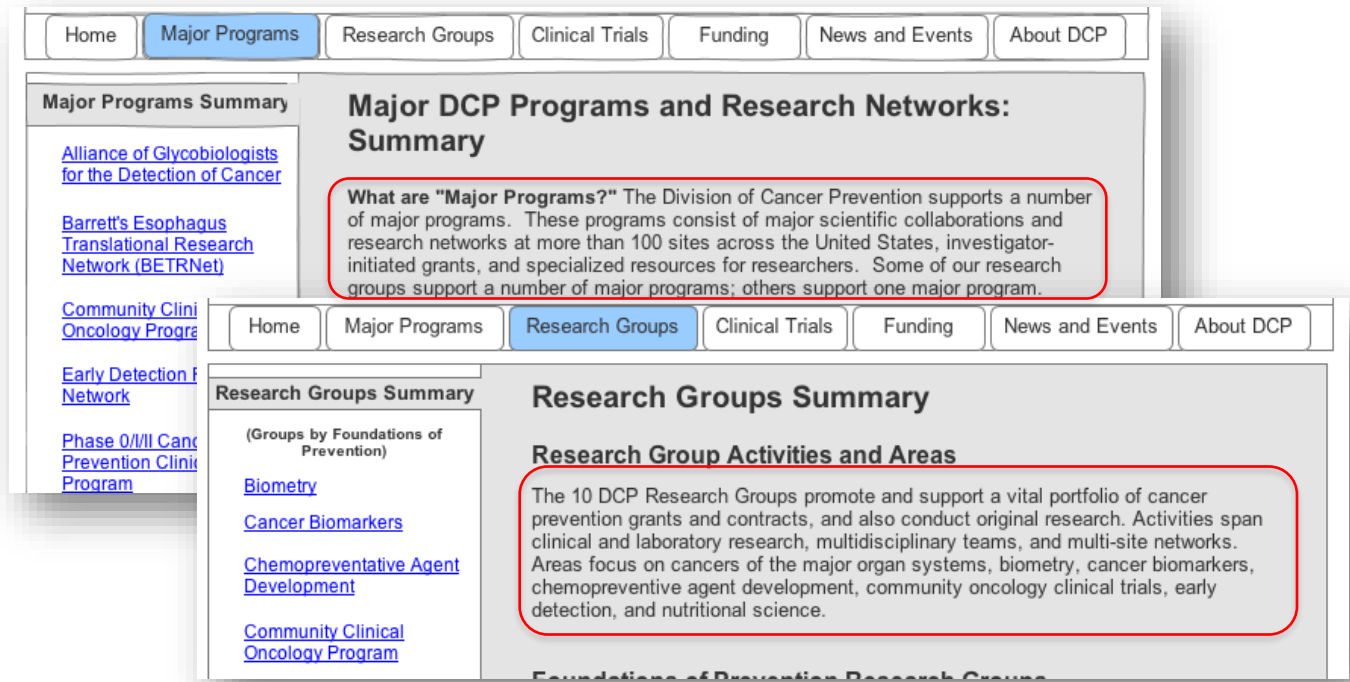 Home Major Programs Research Groups Clinical Trials Funding News and Events About DCP
Major Programs Summary
Alliance of Glycobiologists
for the Detection of Cancer
Barrett's Esophagus
Translational Research
Network (BETRNet)
Community Clini
Oncology Progra
Early Detection
Network
Phase 0/I/II Canc
Prevention Clinic
Program
Major DCP Programs and Research Networks:
Summary
What are "Major Programs?" The Division of Cancer Prevention supports a number
of major programs. These programs consist of major scientific collaborations and
research networks at more than 100 sites across the United States, investigator-
initiated grants, and specialized resources for researchers. Some of our research
groups support a number of major programs; others support one major program.
Home Major Programs Research Groups Clinical Trials Funding News and Events About DCP
Research Groups Summary
(Groups by Foundations of
Prevention)
Biometry
Cancer Biomarkers
Chemopreventative Agent
Development
Community Clinical
Oncology Program
Research Groups Summary
Research Group Activities and Areas
The 10 DCP Research Groups promote and support a vital portfolio of cancer
prevention grants and contracts, and also conduct original research. Activities span
clinical and laboratory research, multidisciplinary teams, and multi-site networks.
Areas focus on cancers of the major organ systems, biometry, cancer biomarkers,
chemopreventive agent development, community oncology clinical trials, early
detection, and nutritional science.
Foundations of Prevention Research Groups